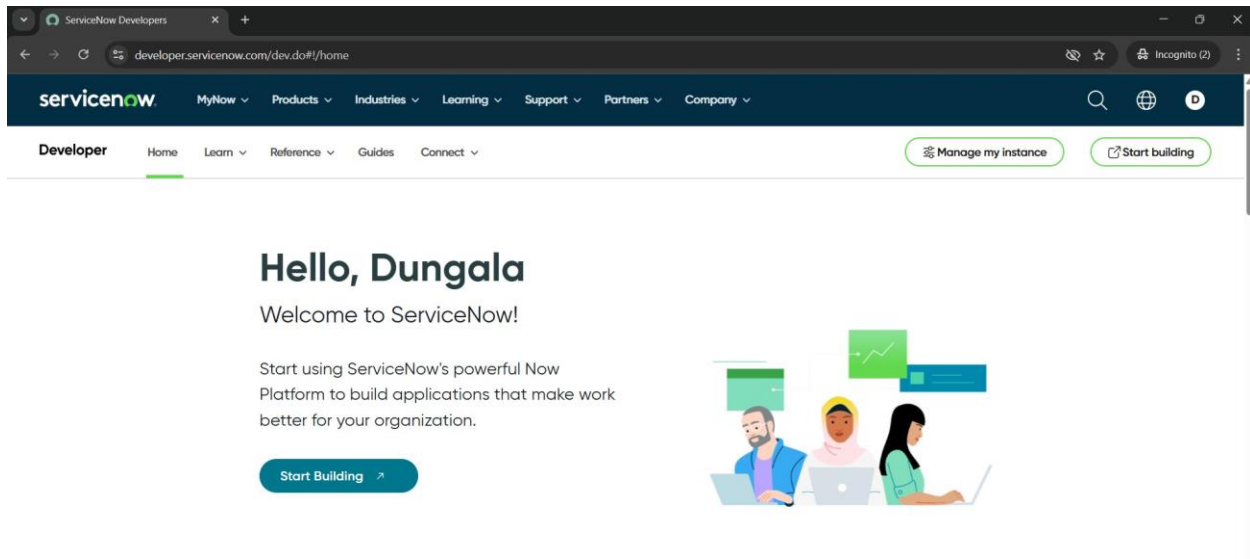 ServiceNow Developers
developer.servicenow.com/dev.do#!/home
Incognito (2)
servicenow
MyNow Products Industries Learning Support Partners Company
D
Developer Home Learn Reference Guides Connect Manage my instance Start building
Hello, Dungala
Welcome to ServiceNow!
Start using ServiceNow's powerful Now
Platform to build applications that make work
better for your organization.
Start Building